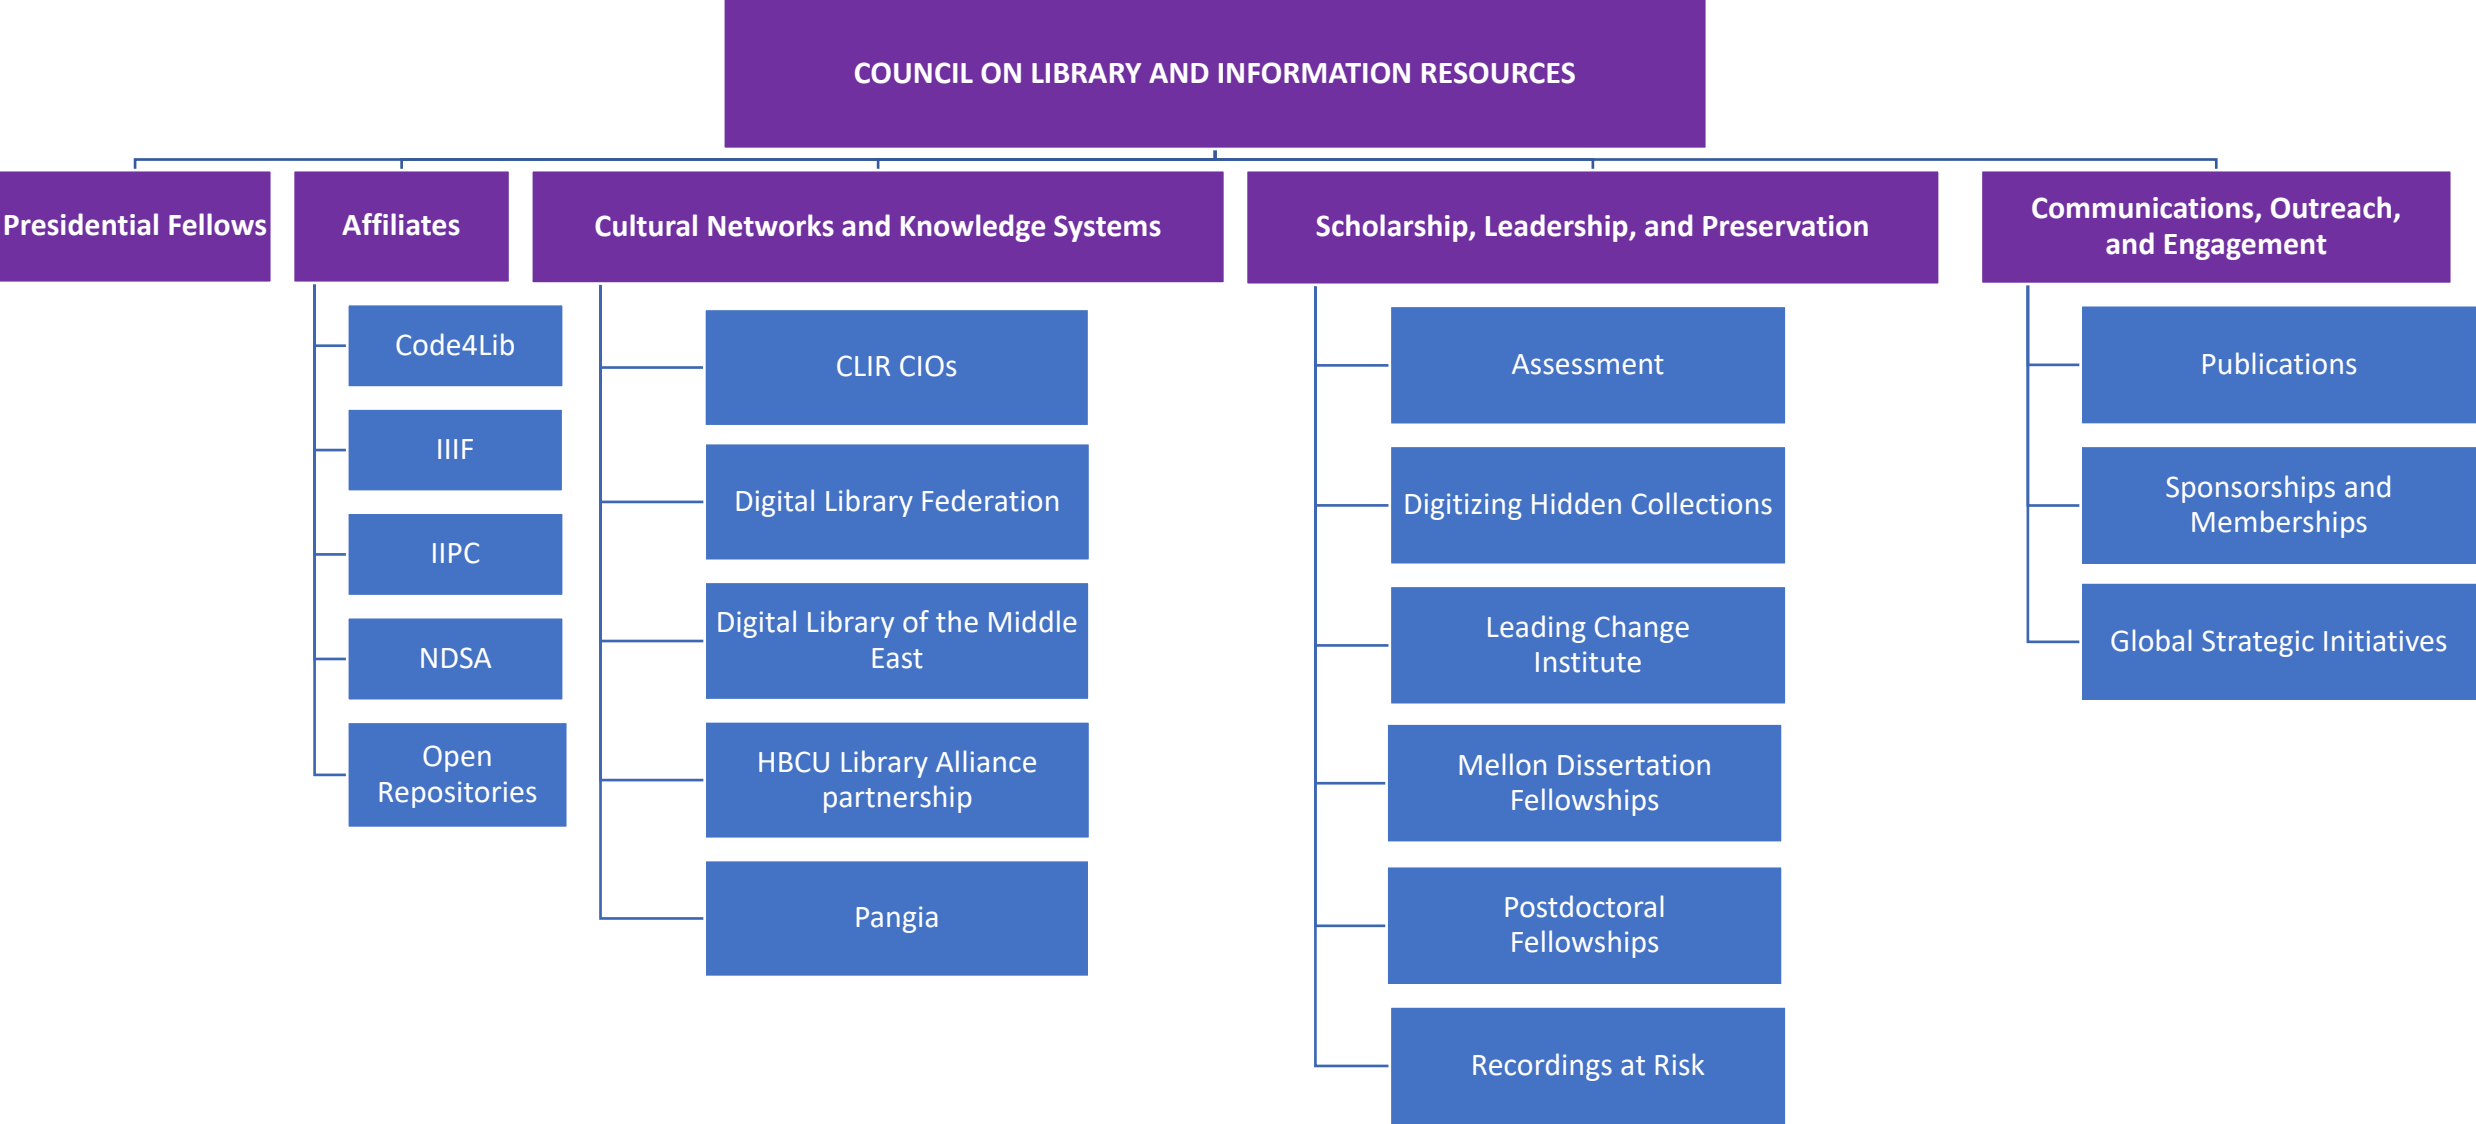 COUNCIL ON LIBRARY AND INFORMATION RESOURCES
Presidential Fellows
Affiliates
Code4Lib
IIIF
IIPC
NDSA
Open
Repositories
Cultural Networks and Knowledge Systems
CLIR CIOs
Digital Library Federation
Digital Library of the Middle
East
HBCU Library Alliance
partnership
Pangia
Scholarship, Leadership, and Preservation
Assessment
Digitizing Hidden Collections
Leading Change
Institute
Mellon Dissertation
Fellowships
Postdoctoral
Fellowships
Recordings at Risk
Communications, Outreach,
and Engagement
Publications
Sponsorships and
Memberships
Global Strategic Initiatives